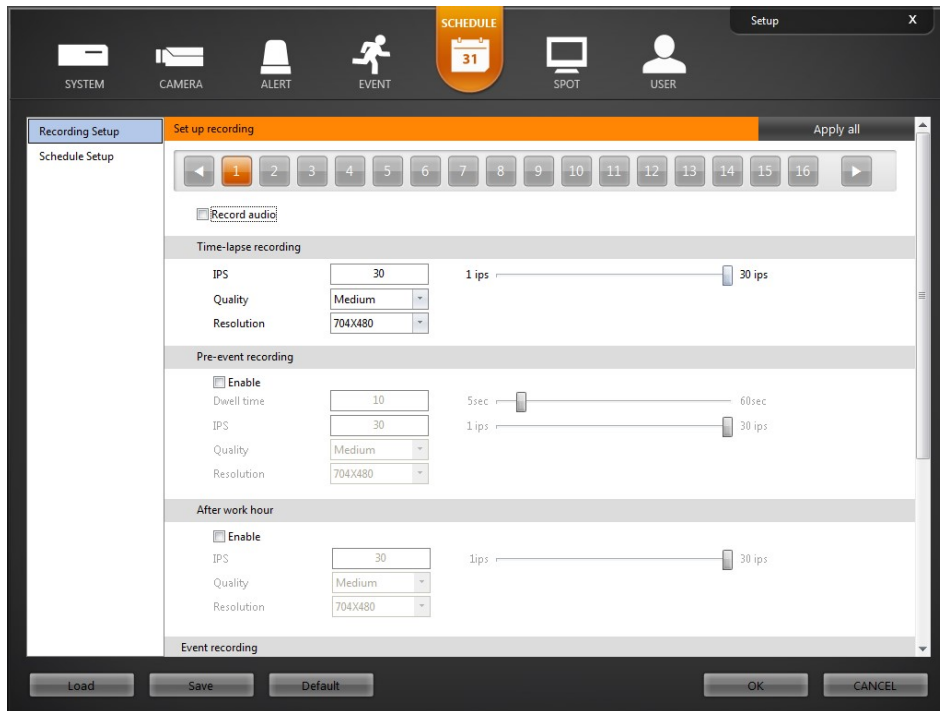 Setup X
SCHEDULE
31
SYSTEM CAMERA ALERT EVENT SPOT USER
Recording Setup
Schedule Setup
Set up recording Apply all
1 2 3 4 5 6 7 8 9 10 11 12 13 14 15 16
Record audio
Time-lapse recording
IPS 30 1 ips 30 ips
Quality Medium
Resolution 704X480
Pre-event recording
Enable
Dwell time 10 5sec 60sec
IPS 30 1 ips 30 ips
Quality Medium
Resolution 704X480
After work hour
Enable
IPS 30 1ips 30 ips
Quality Medium
Resolution 704X480
Event recording
Load Save Default OK CANCEL